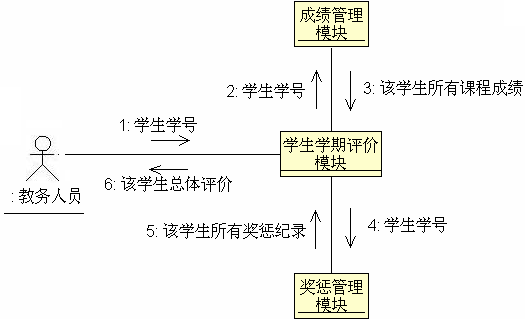 成绩管理
模块
2: 学生学号
3: 该学生所有课程成绩
1: 学生学号
学生学期评价
模块
6: 该学生总体评价
: 教务人员
5: 该学生所有奖惩纪录
4: 学生学号
奖惩管理
模块